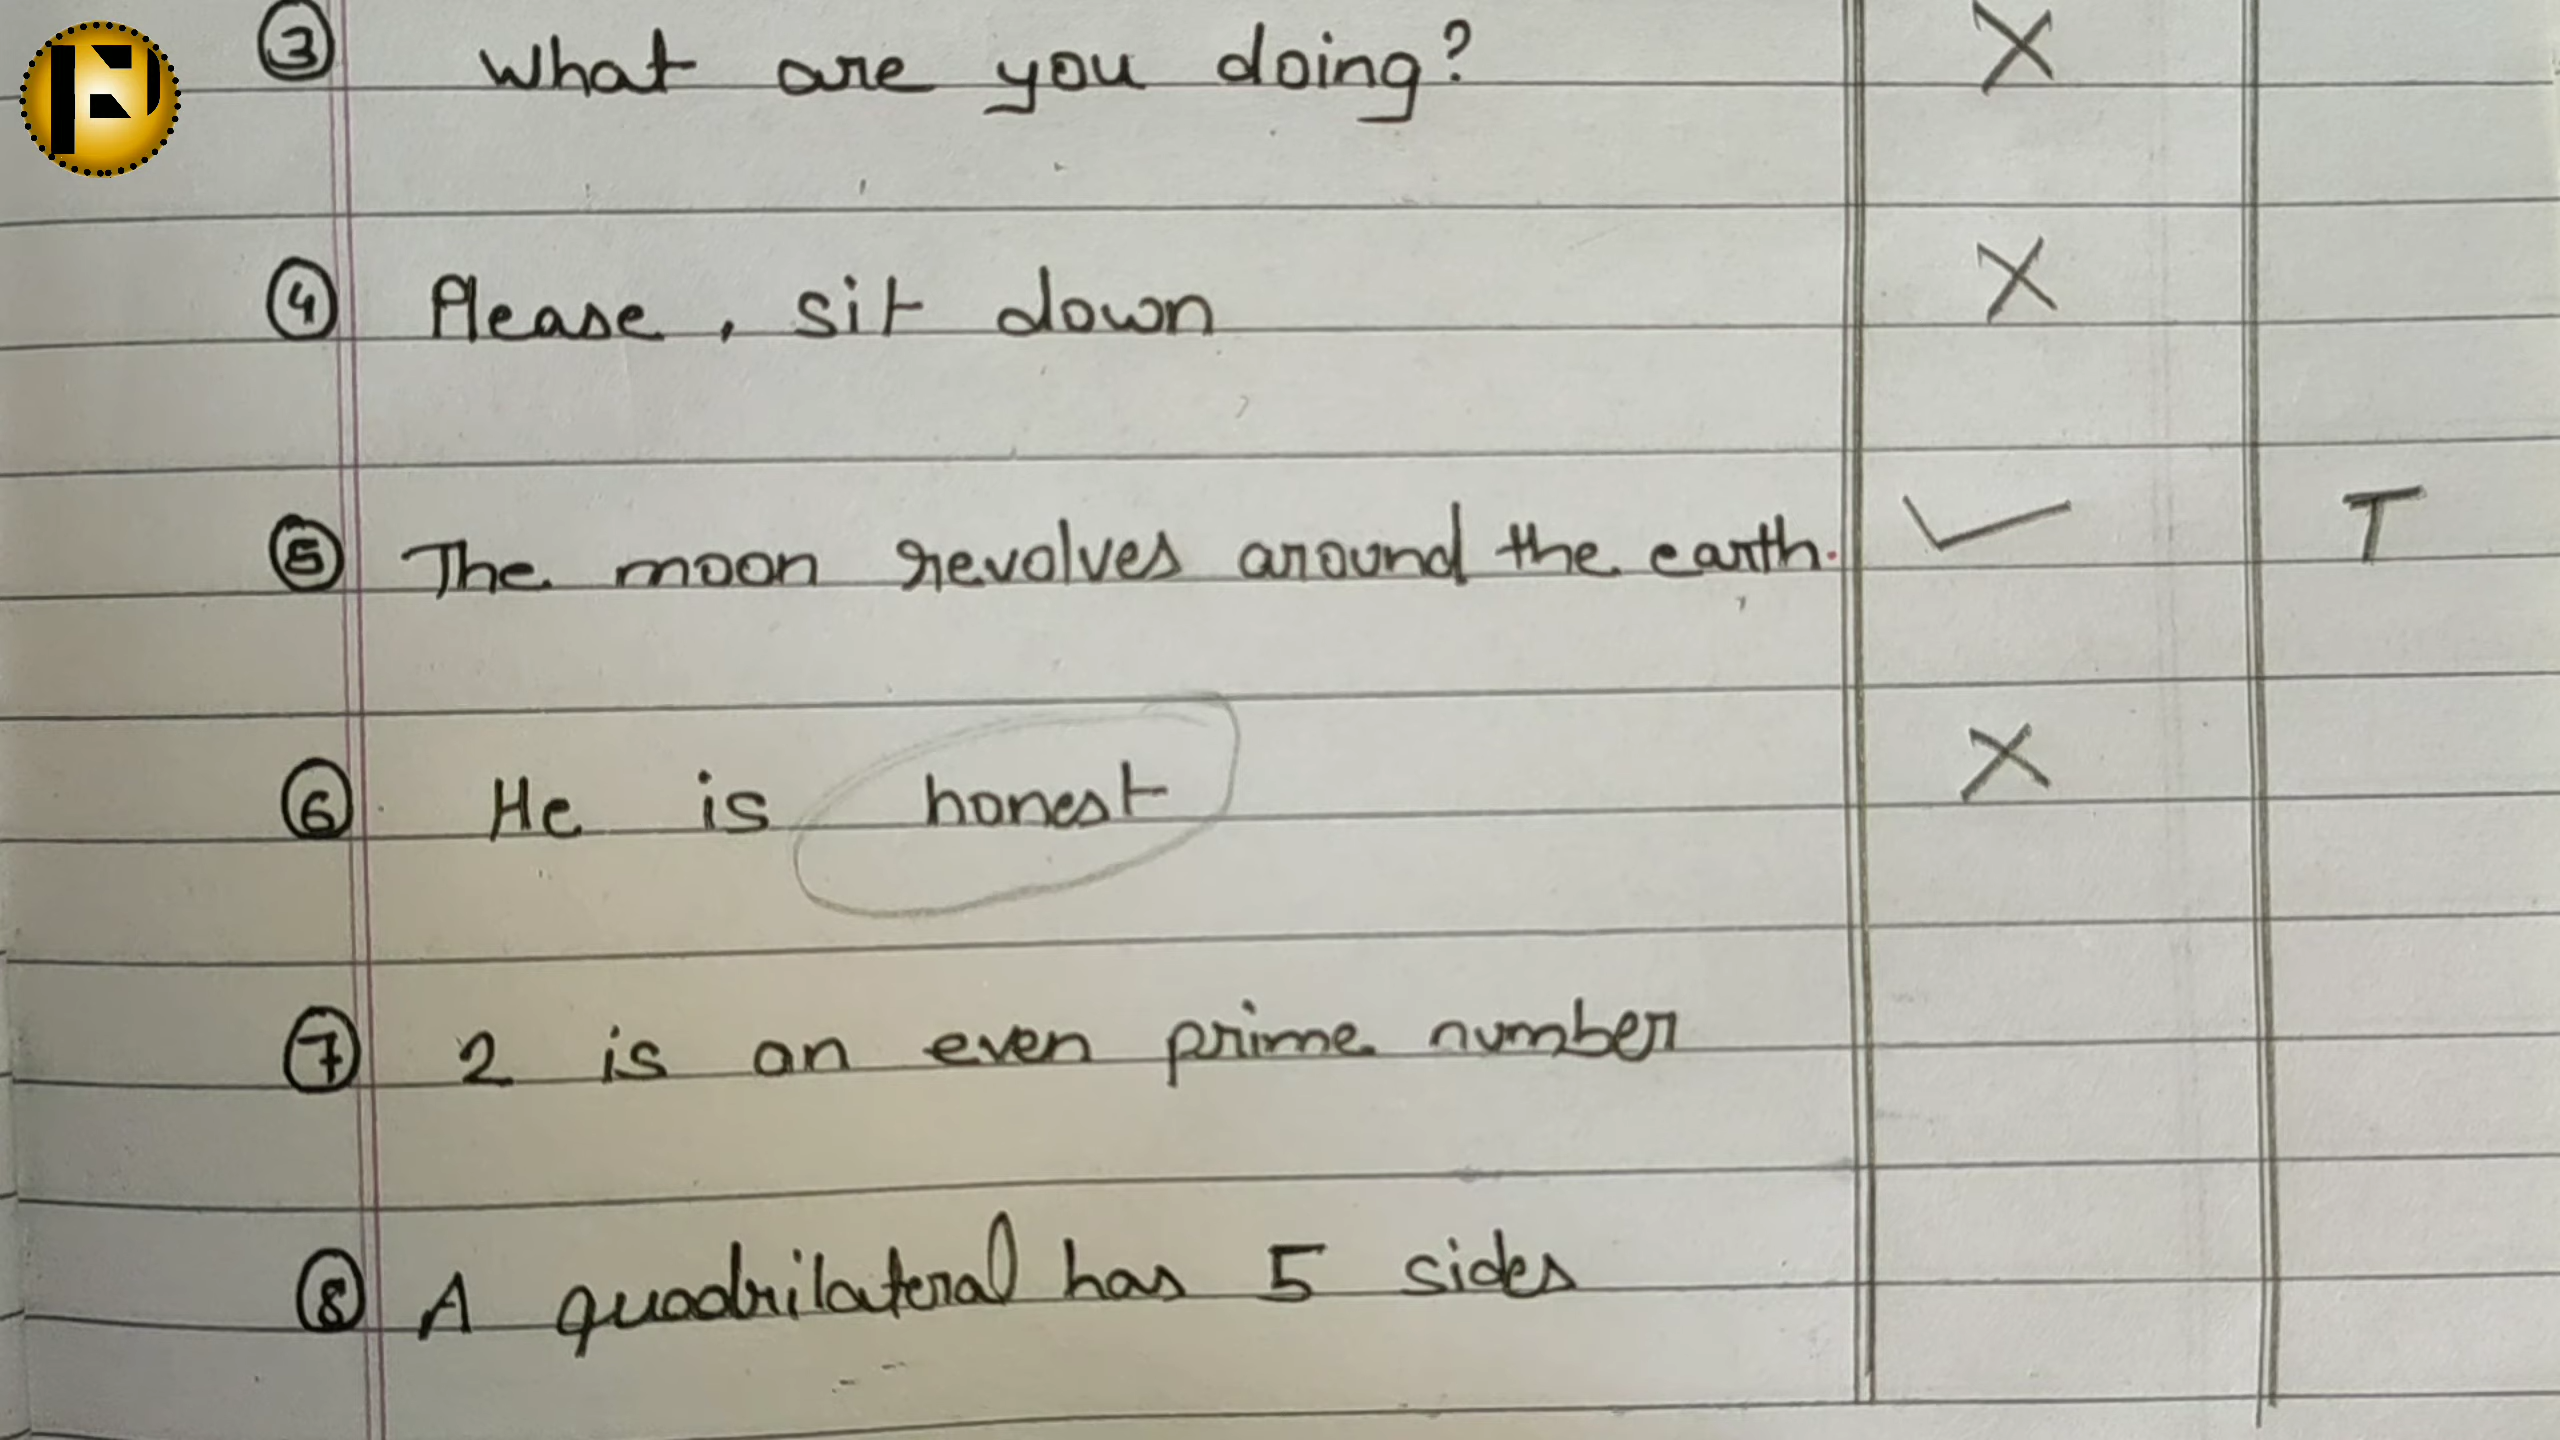 ③ What are you doing? X
④ Please, sit down X
⑤ The moon revolves around the earth. ✓ T
⑥ He is honest X
⑦ 2 is an even prime number
⑧ A quadrilateral has 5 sides